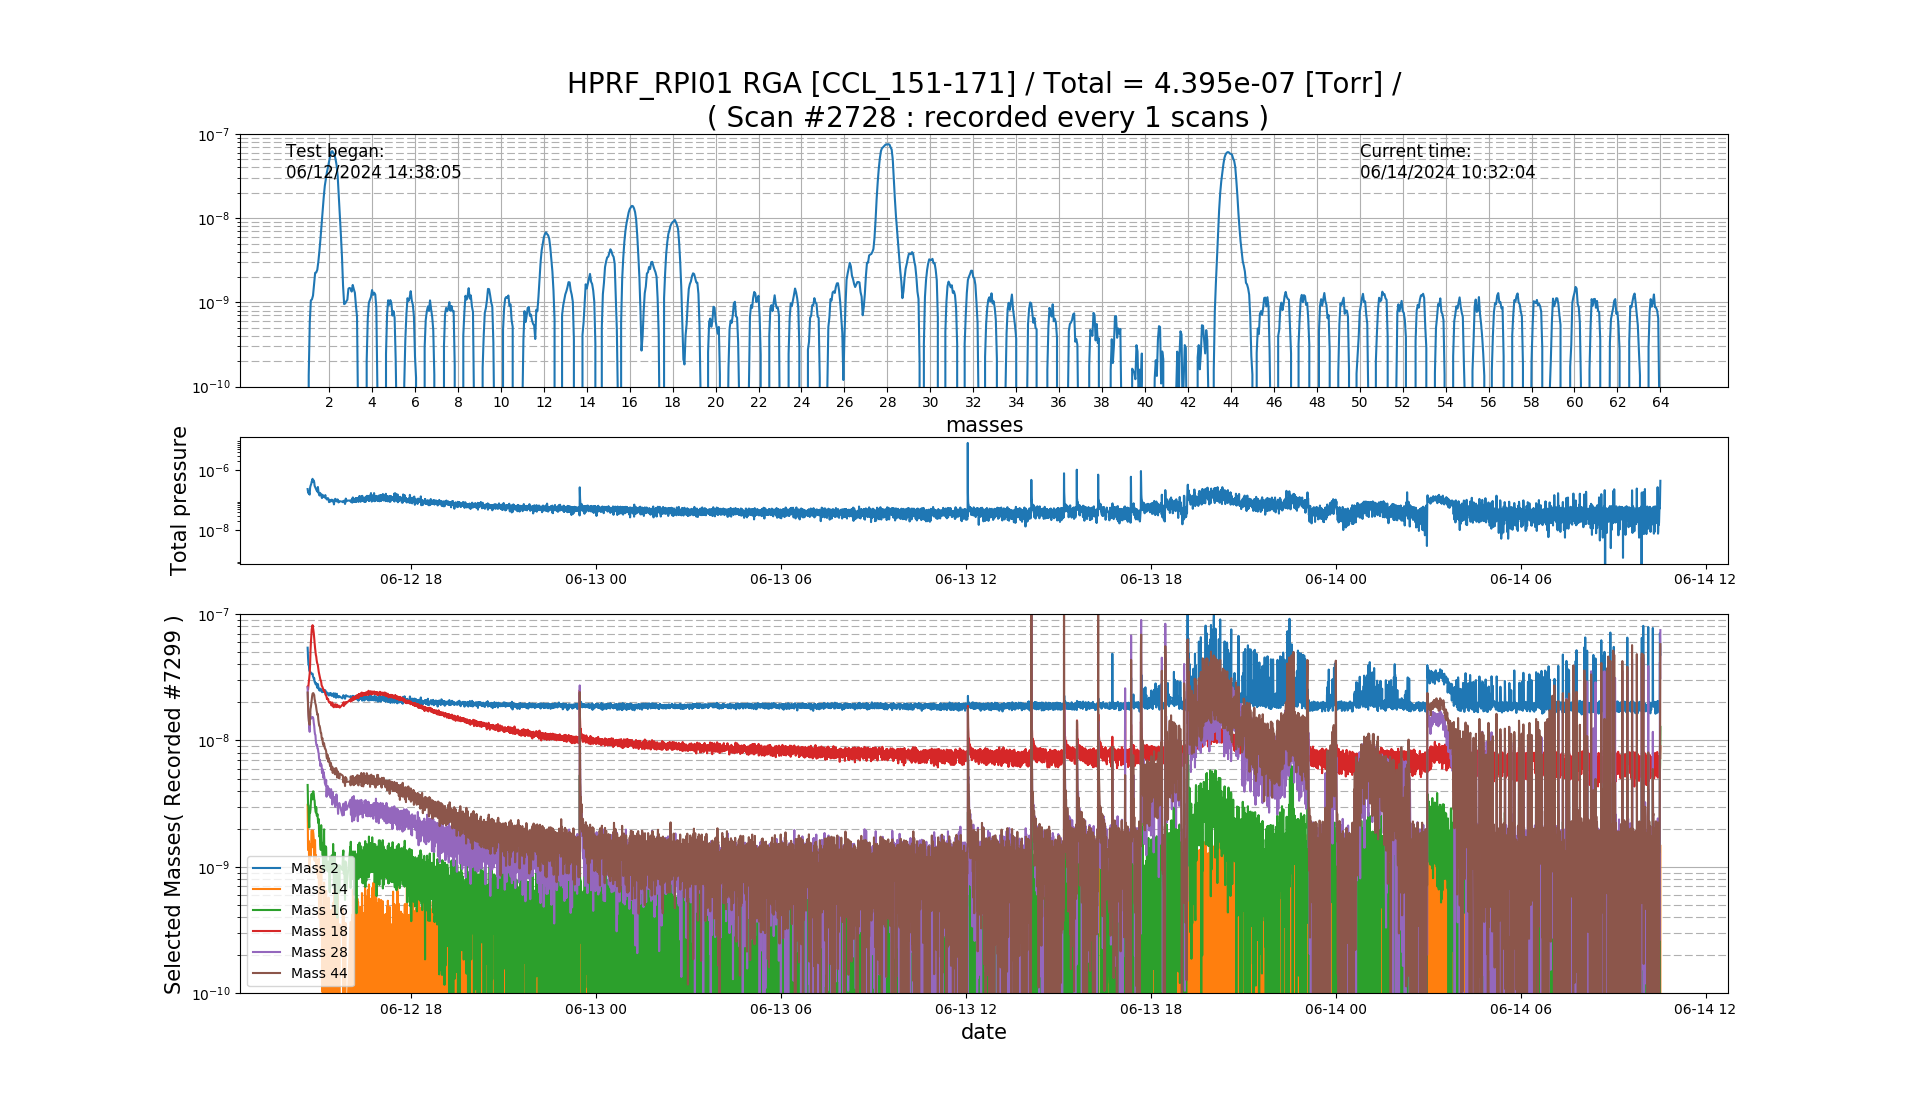 HPRF_RPI01 RGA [CCL_151-171] / Total = 4.395e-07 [Torr] /
( Scan #2728 : recorded every 1 scans )
Test began:
06/12/2024 14:38:05
Current time:
06/14/2024 10:32:04
10⁻⁷
10⁻⁸
10⁻⁹
10⁻¹⁰
2 4 6 8 10 12 14 16 18 20 22 24 26 28 30 32 34 36 38 40 42 44 46 48 50 52 54 56 58 60 62 64
masses
Total pressure
10⁻⁶
10⁻⁸
06-12 18 06-13 00 06-13 06 06-13 12 06-13 18 06-14 00 06-14 06 06-14 12
Selected Masses( Recorded #7299 )
10⁻⁷
10⁻⁸
10⁻⁹
10⁻¹⁰
Mass 2
Mass 14
Mass 16
Mass 18
Mass 28
Mass 44
06-12 18 06-13 00 06-13 06 06-13 12 06-13 18 06-14 00 06-14 06 06-14 12
date